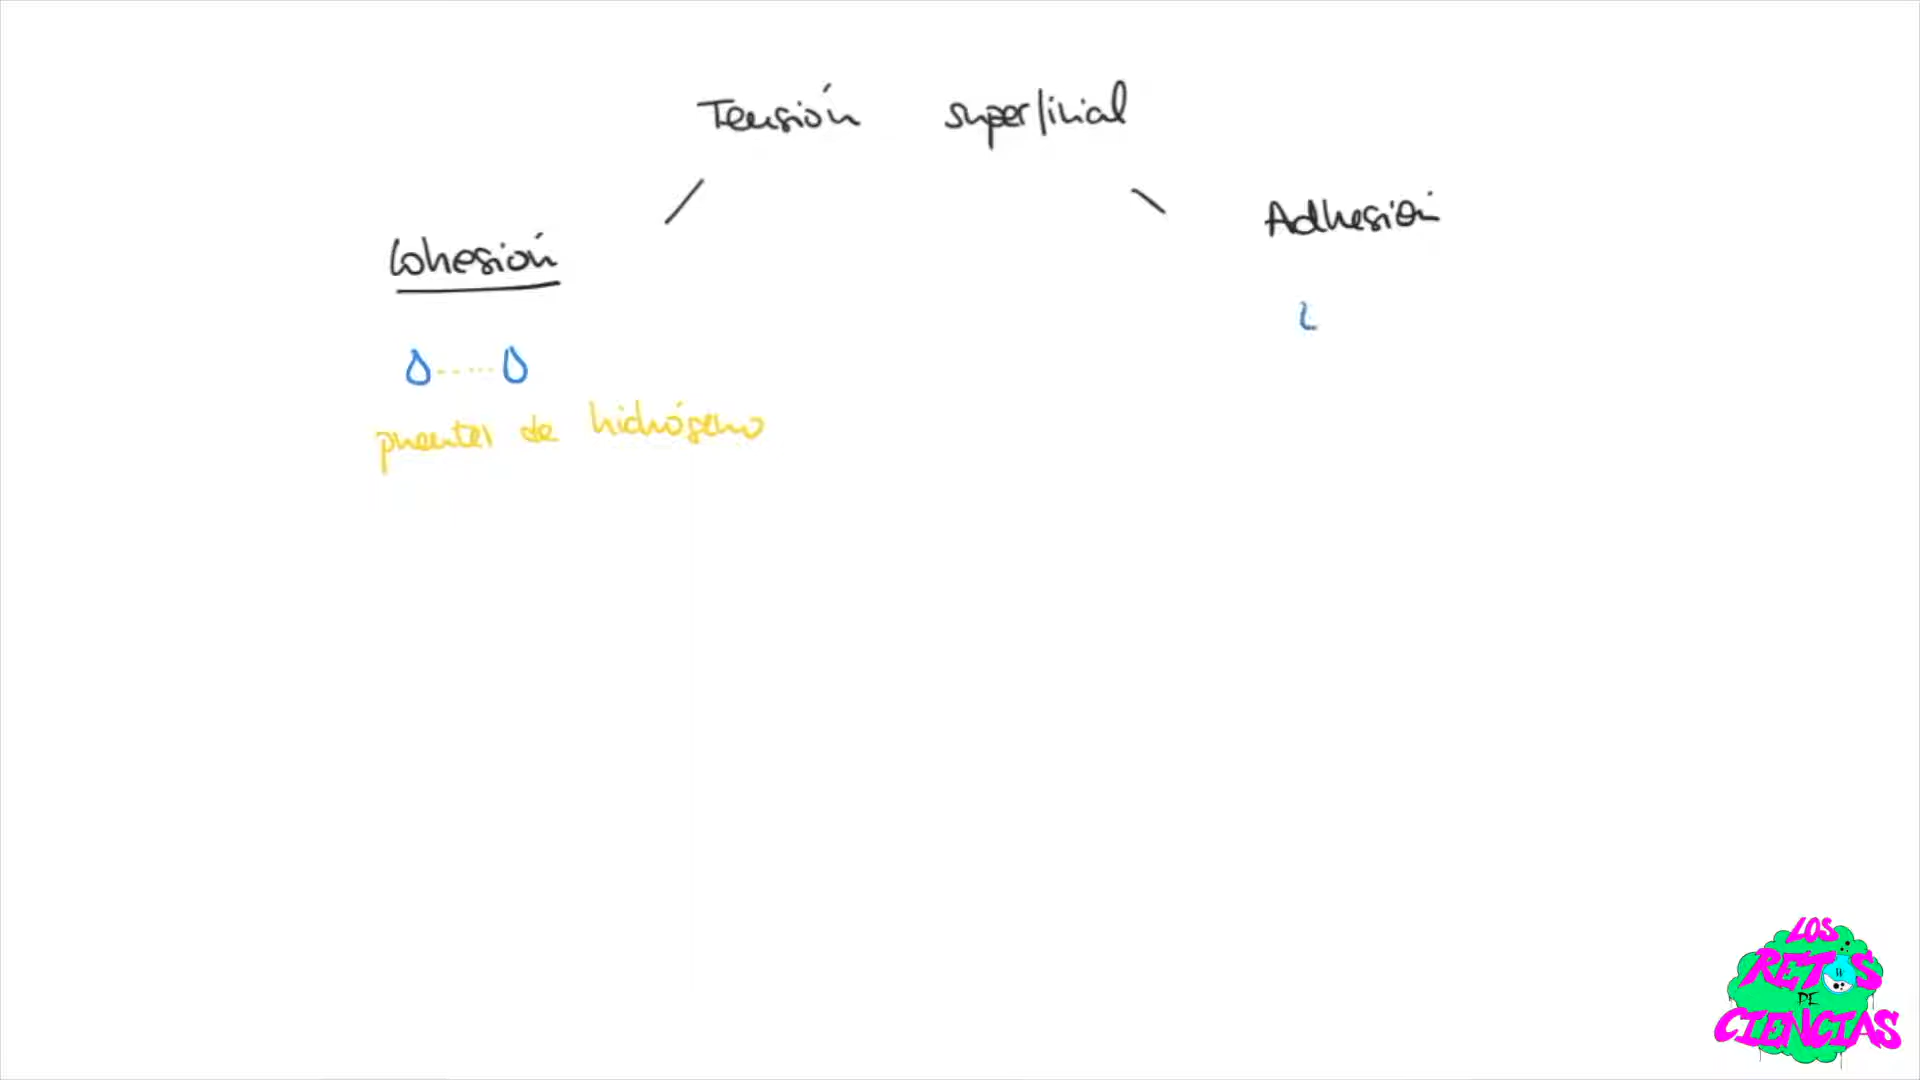 Tensión superficial
Cohesión
Adhesión
puentes de hidrógeno
LOS
RETOS
DE
CIENCIAS